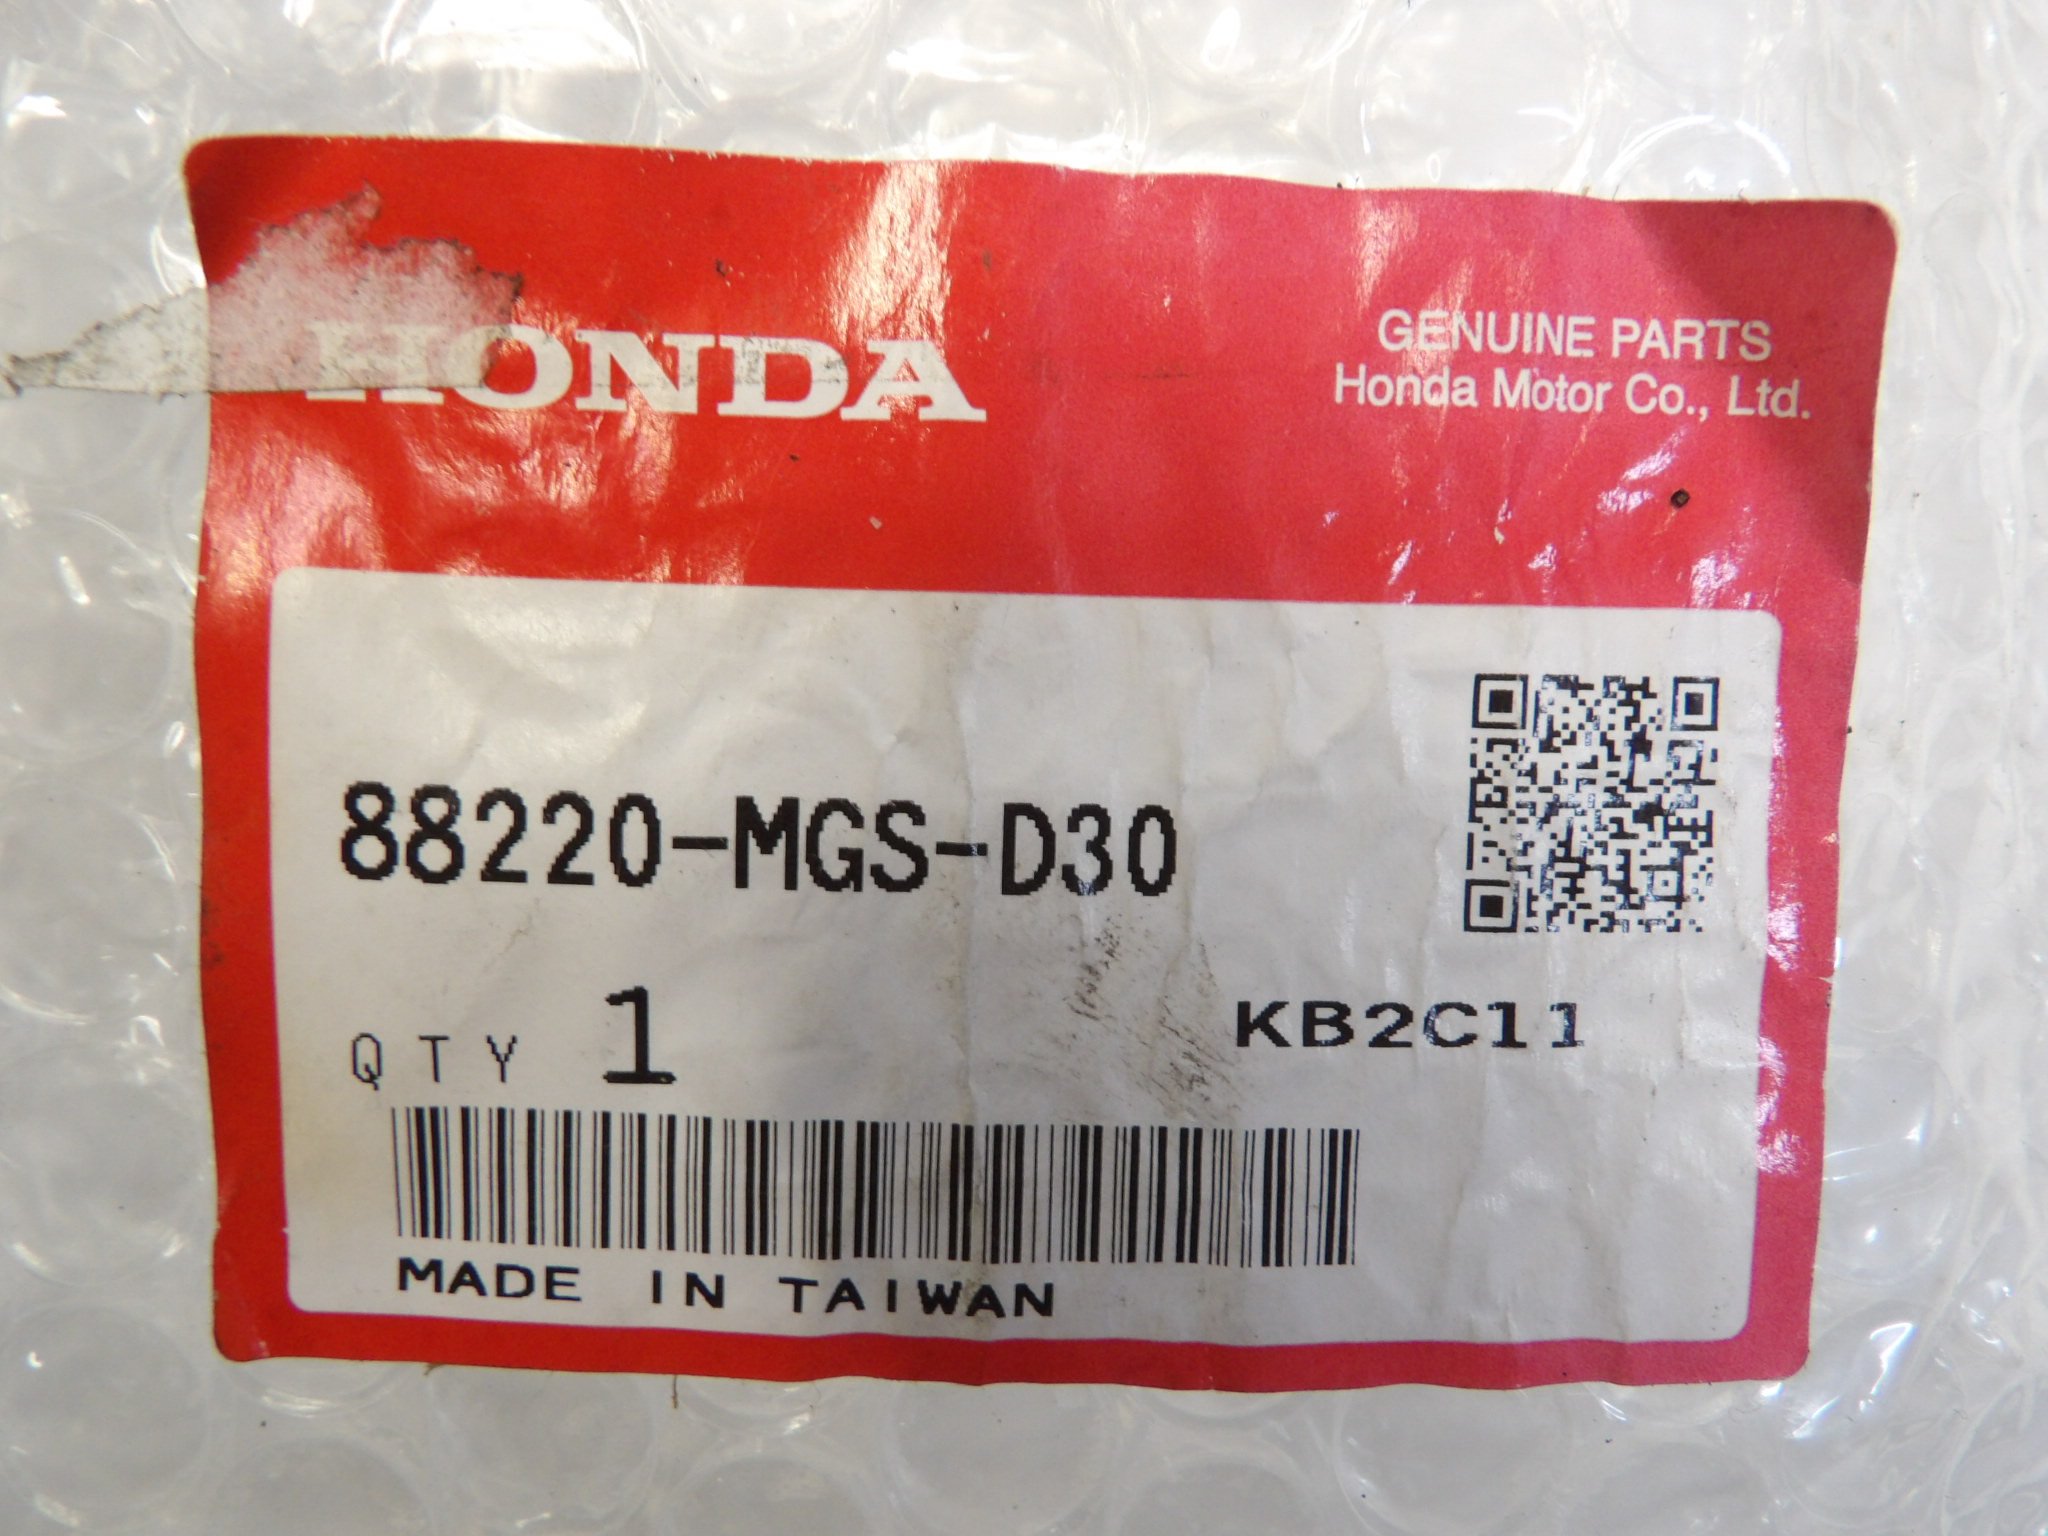 HONDA
GENUINE PARTS
Honda Motor Co., Ltd.
88220-MGS-D30
QTY 1
KB2C11
MADE IN TAIWAN